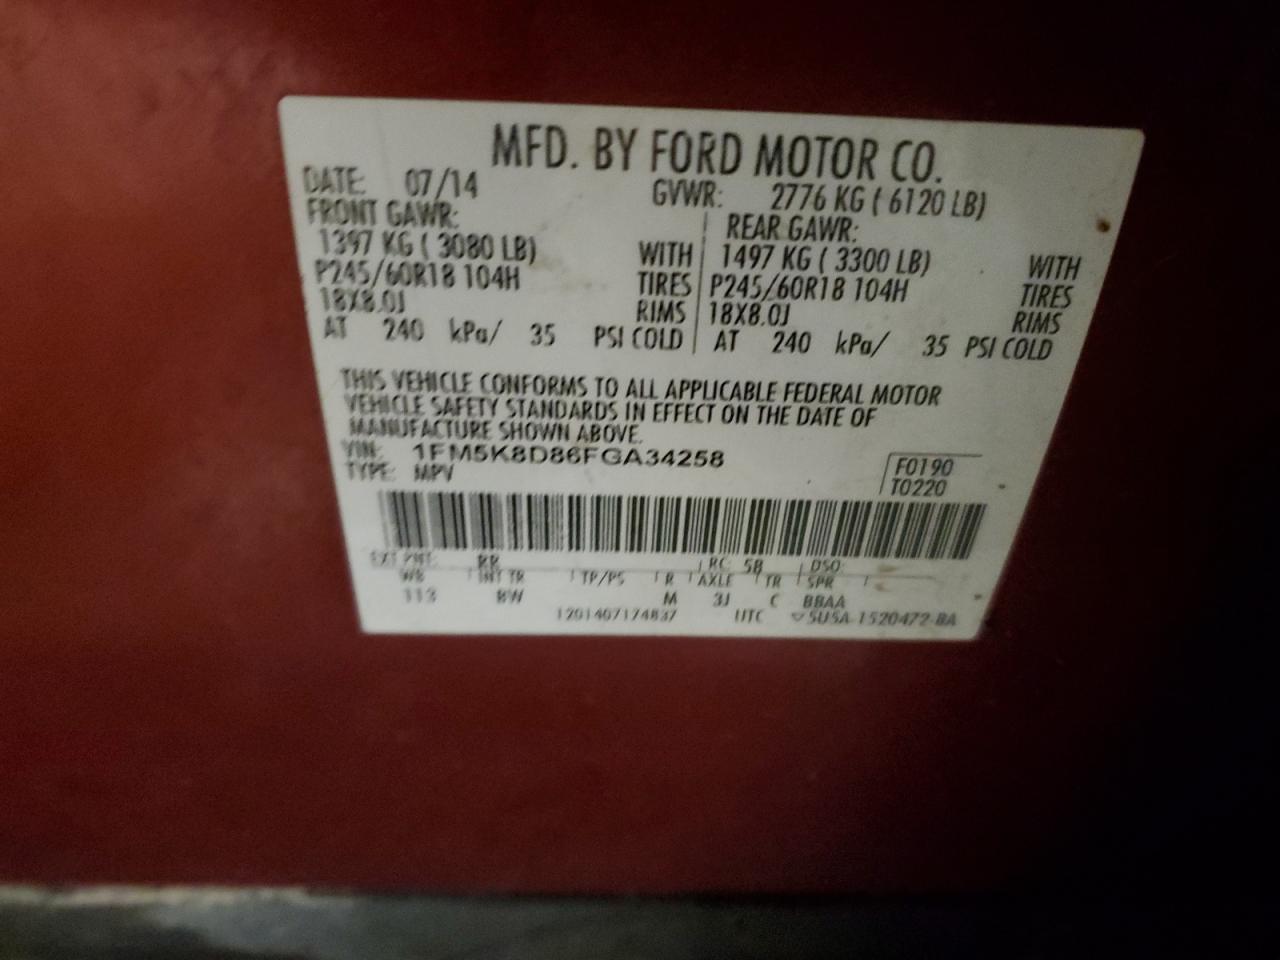 MFD. BY FORD MOTOR CO.
DATE: 07/14 GVWR: 2776 KG ( 6120 LB)
FRONT GAWR: REAR GAWR:
1397 KG ( 3080 LB) WITH 1497 KG ( 3300 LB) WITH
P245/60R18 104H TIRES P245/60R18 104H TIRES
18X8.0J RIMS 18X8.0J RIMS
AT 240 kPa/ 35 PSI COLD AT 240 kPa/ 35 PSI COLD
THIS VEHICLE CONFORMS TO ALL APPLICABLE FEDERAL MOTOR
VEHICLE SAFETY STANDARDS IN EFFECT ON THE DATE OF
MANUFACTURE SHOWN ABOVE.
VIN: 1FM5K8D86FGA34258
TYPE: MPV
F0190
T0220
EXT PNT: RR RC: 58 DSO:
WB INT TR TP/PS R AXLE TR SPR
113 8W M 3J C BBAA
1201407174837 UTC ▽5U5A-1520472-BA